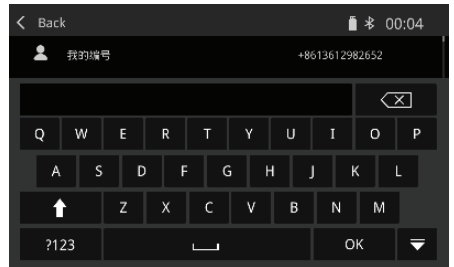 Back 00:04
我的编号 +8613612982652
Q W E R T Y U I O P
A S D F G H J K L
Z X C V B N M
?123 OK